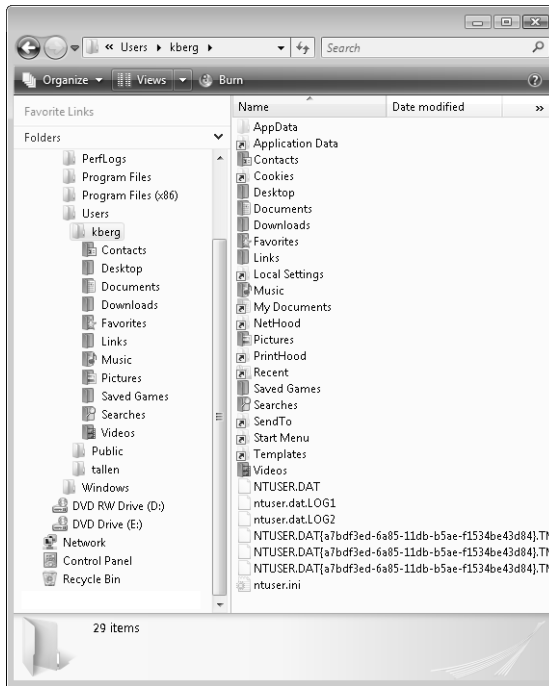 « Users ▸ kberg ▸ Search
Organize Views Burn
Favorite Links
Folders
PerfLogs
Program Files
Program Files (x86)
Users
kberg
Contacts
Desktop
Documents
Downloads
Favorites
Links
Music
Pictures
Saved Games
Searches
Videos
Public
tallen
Windows
DVD RW Drive (D:)
DVD Drive (E:)
Network
Control Panel
Recycle Bin
Name Date modified »
AppData
Application Data
Contacts
Cookies
Desktop
Documents
Downloads
Favorites
Links
Local Settings
Music
My Documents
NetHood
Pictures
PrintHood
Recent
Saved Games
Searches
SendTo
Start Menu
Templates
Videos
NTUSER.DAT
ntuser.dat.LOG1
ntuser.dat.LOG2
NTUSER.DAT{a7bdf3ed-6a85-11db-b5ae-f1534be43d84}.TM
NTUSER.DAT{a7bdf3ed-6a85-11db-b5ae-f1534be43d84}.TM
NTUSER.DAT{a7bdf3ed-6a85-11db-b5ae-f1534be43d84}.TM
ntuser.ini
29 items